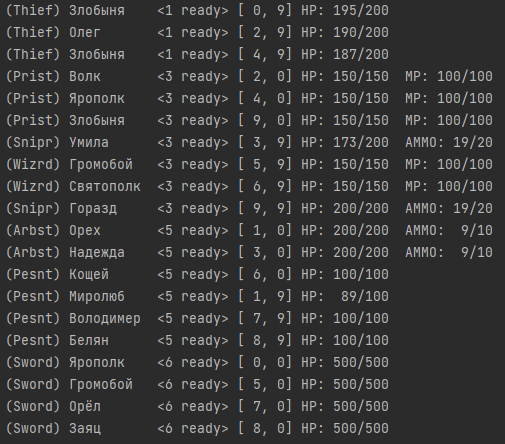 (Thief) Злобыня    <1 ready> [ 0, 9] HP: 195/200
(Thief) Олег       <1 ready> [ 2, 9] HP: 190/200
(Thief) Злобыня    <1 ready> [ 4, 9] HP: 187/200
(Prist) Волк       <3 ready> [ 2, 0] HP: 150/150  MP: 100/100
(Prist) Ярополк    <3 ready> [ 4, 0] HP: 150/150  MP: 100/100
(Prist) Злобыня    <3 ready> [ 9, 0] HP: 150/150  MP: 100/100
(Snipr) Умила      <3 ready> [ 3, 9] HP: 173/200  AMMO: 19/20
(Wizrd) Громобой   <3 ready> [ 5, 9] HP: 150/150  MP: 100/100
(Wizrd) Святополк  <3 ready> [ 6, 9] HP: 150/150  MP: 100/100
(Snipr) Горазд     <3 ready> [ 9, 9] HP: 200/200  AMMO: 19/20
(Arbst) Орех       <5 ready> [ 1, 0] HP: 200/200  AMMO:  9/10
(Arbst) Надежда    <5 ready> [ 3, 0] HP: 200/200  AMMO:  9/10
(Pesnt) Кощей      <5 ready> [ 6, 0] HP: 100/100
(Pesnt) Миролюб    <5 ready> [ 1, 9] HP:  89/100
(Pesnt) Володимер  <5 ready> [ 7, 9] HP: 100/100
(Pesnt) Белян      <5 ready> [ 8, 9] HP: 100/100
(Sword) Ярополк    <6 ready> [ 0, 0] HP: 500/500
(Sword) Громобой   <6 ready> [ 5, 0] HP: 500/500
(Sword) Орёл       <6 ready> [ 7, 0] HP: 500/500
(Sword) Заяц       <6 ready> [ 8, 0] HP: 500/500